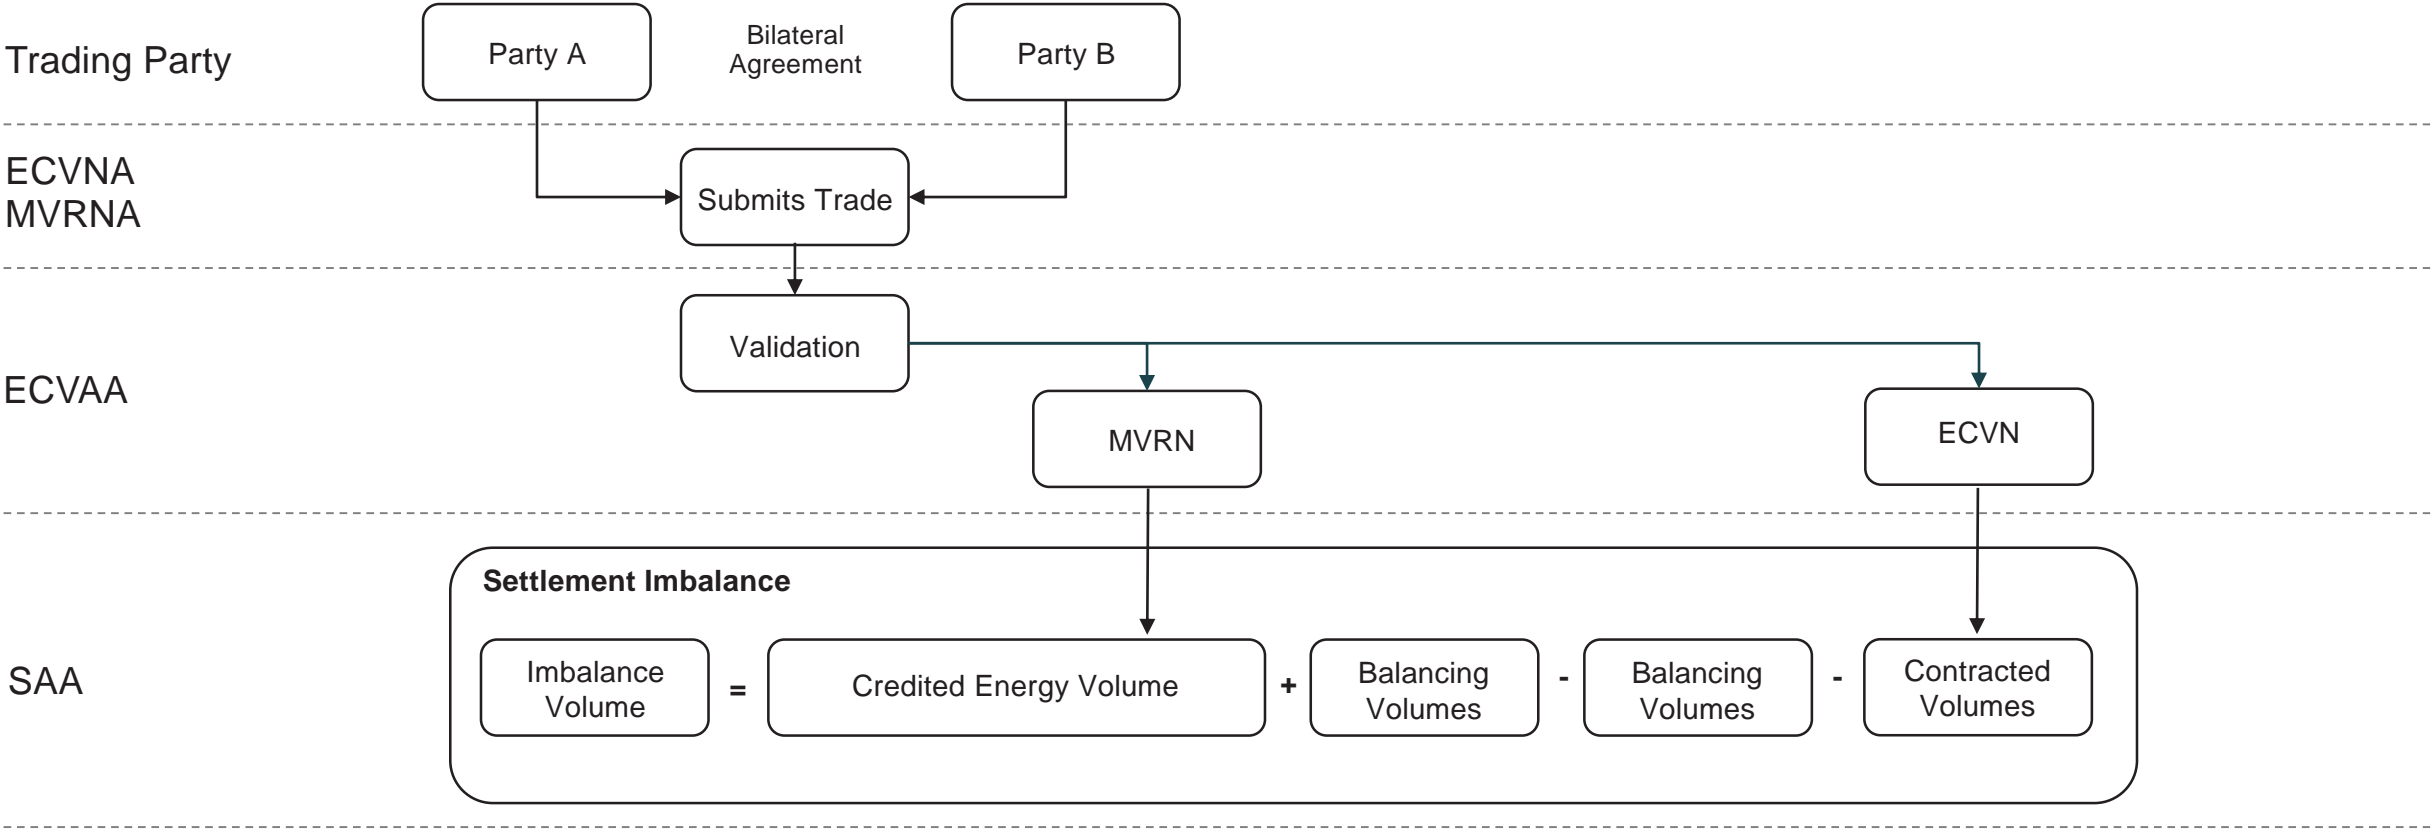 Trading Party
Party A
Bilateral
Agreement
Party B
ECVNA
MVRNA
Submits Trade
ECVAA
Validation
MVRN
ECVN
SAA
Settlement Imbalance
Imbalance
Volume
=
Credited Energy Volume
+
Balancing
Volumes
-
Balancing
Volumes
-
Contracted
Volumes